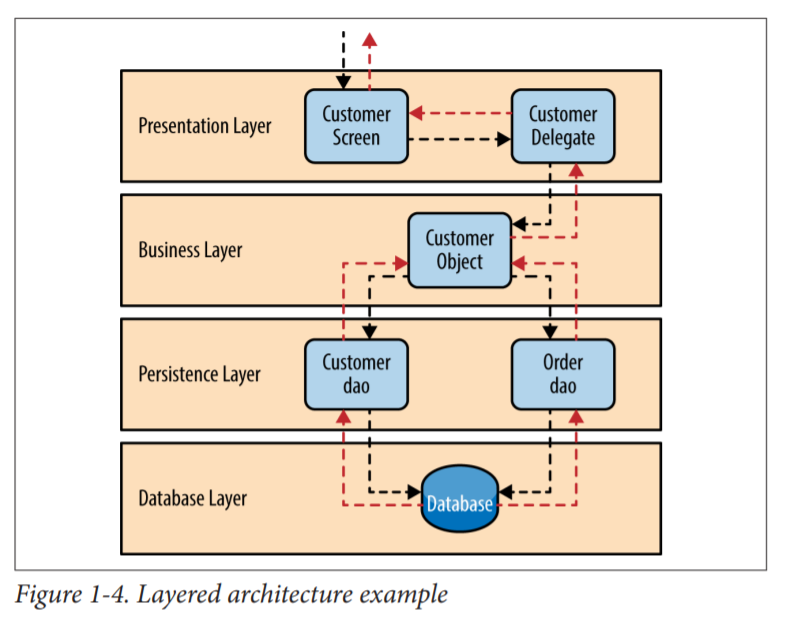 Presentation Layer
Customer
Screen
Customer
Delegate
Business Layer
Customer
Object
Persistence Layer
Customer
dao
Order
dao
Database Layer
Database
Figure 1-4. Layered architecture example